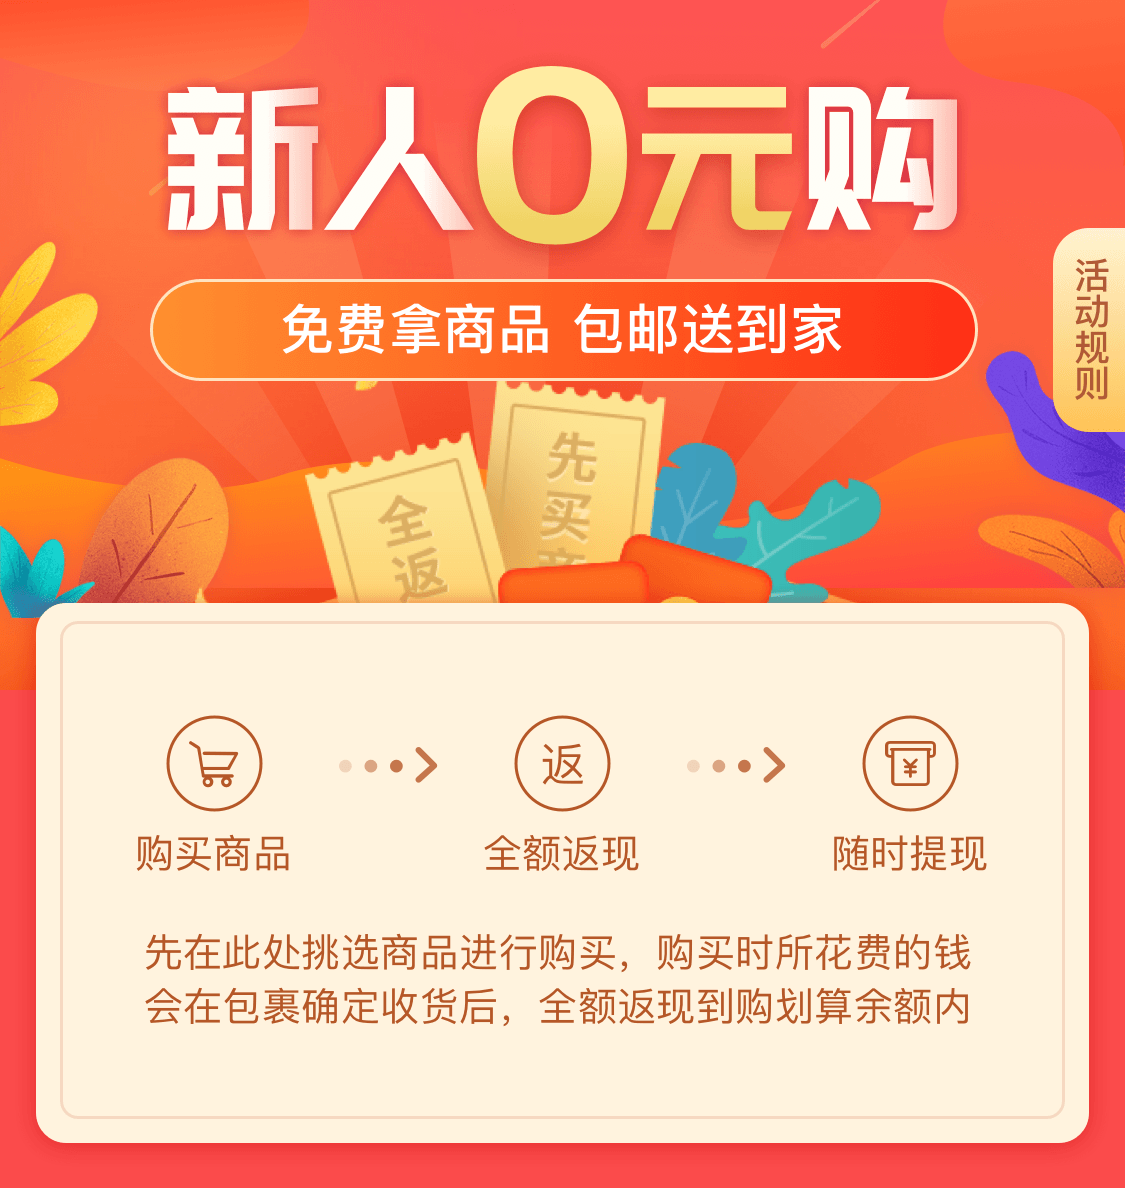 新人0元购
免费拿商品 包邮送到家
活动规则
全返
先买
返
¥
购买商品
全额返现
随时提现
先在此处挑选商品进行购买，购买时所花费的钱
会在包裹确定收货后，全额返现到购划算余额内